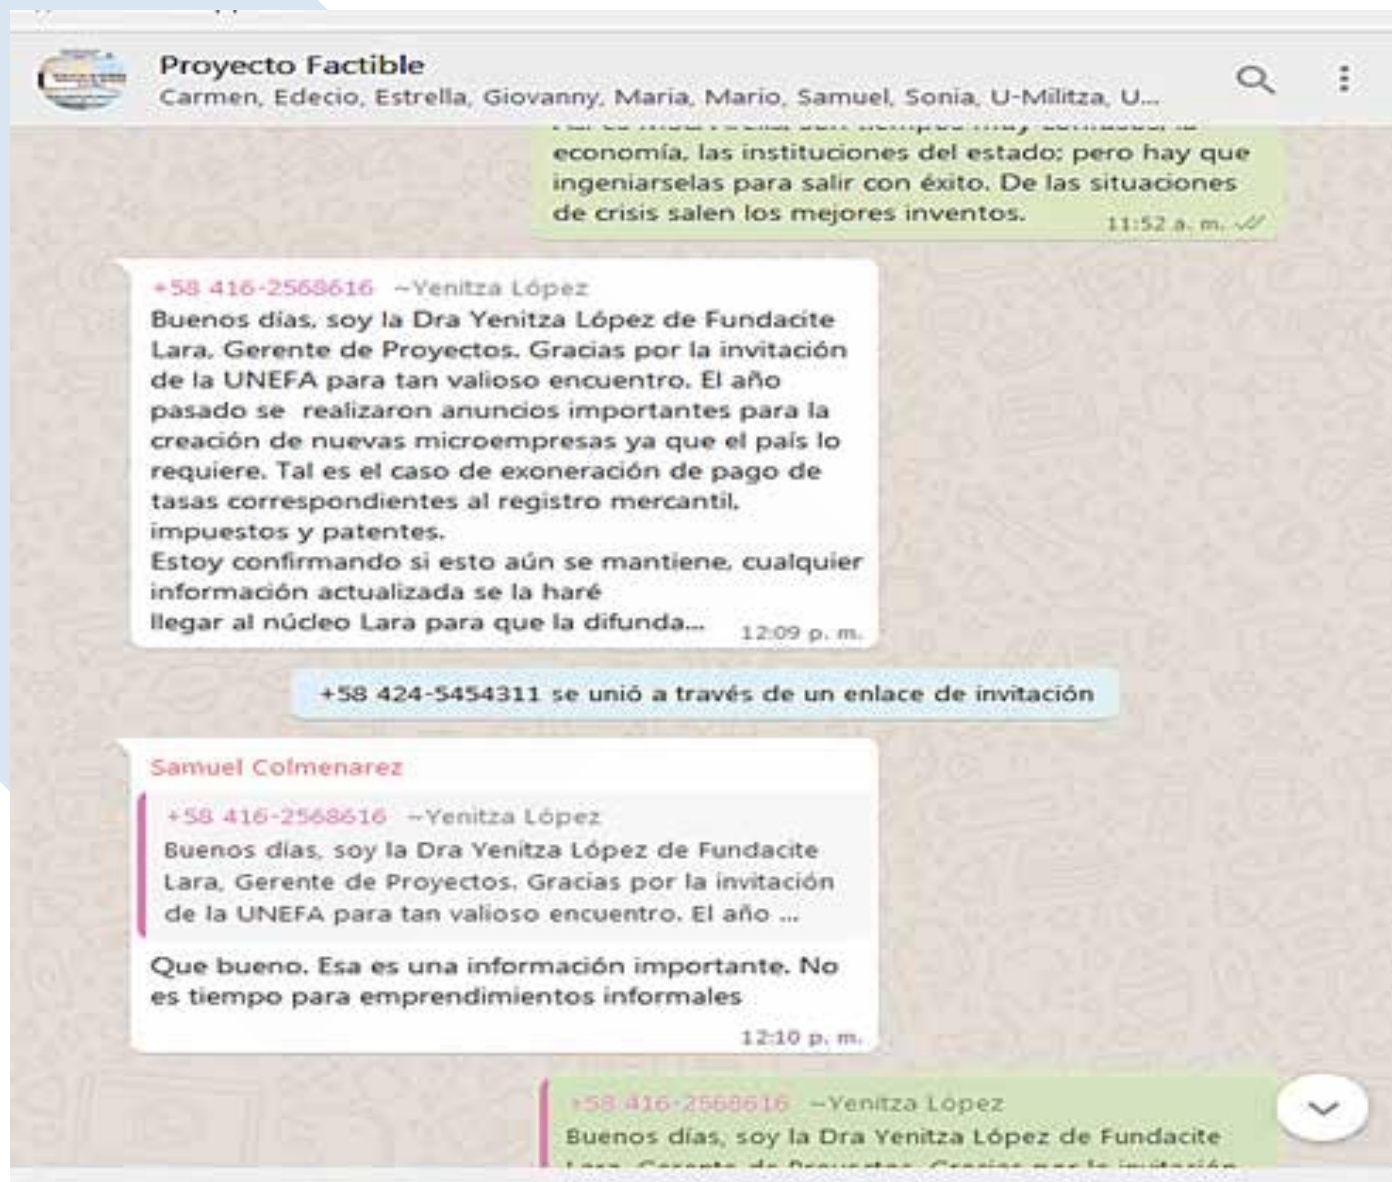 Proyecto Factible
Carmen, Edecio, Estrella, Giovanny, Maria, Mario, Samuel, Sonia, U-Militza, U...
economía, las instituciones del estado; pero hay que
ingeniarselas para salir con éxito. De las situaciones
de crisis salen los mejores inventos.
11:52 a. m.
+58 416-2568616 ~Yenitza López
Buenos días, soy la Dra Yenitza López de Fundacite
Lara, Gerente de Proyectos. Gracias por la invitación
de la UNEFA para tan valioso encuentro. El año
pasado se realizaron anuncios importantes para la
creación de nuevas microempresas ya que el país lo
requiere. Tal es el caso de exoneración de pago de
tasas correspondientes al registro mercantil,
impuestos y patentes.
Estoy confirmando si esto aún se mantiene, cualquier
información actualizada se la haré
llegar al núcleo Lara para que la difunda...
12:09 p. m.
+58 424-5454311 se unió a través de un enlace de invitación
Samuel Colmenarez
+58 416-2568616 ~Yenitza López
Buenos días, soy la Dra Yenitza López de Fundacite
Lara, Gerente de Proyectos. Gracias por la invitación
de la UNEFA para tan valioso encuentro. El año ...
Que bueno. Esa es una información importante. No
es tiempo para emprendimientos informales
12:10 p. m.
+58 416-2568616 ~Yenitza López
Buenos días, soy la Dra Yenitza López de Fundacite
Lara, Gerente de Proyectos. Gracias por la invitación